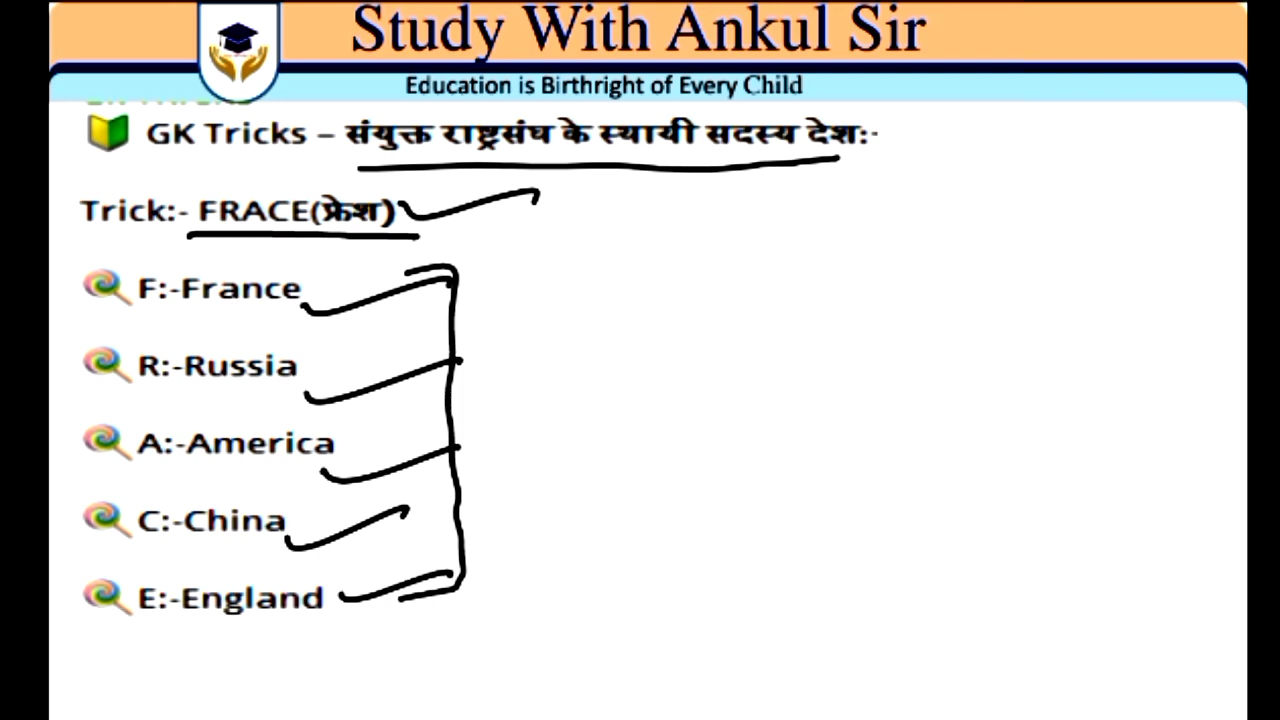 Study With Ankul Sir
Education is Birthright of Every Child
GK Tricks – संयुक्त राष्ट्रसंघ के स्थायी सदस्य देश:-
Trick:- FRACE(फ्रेश)
F:-France
R:-Russia
A:-America
C:-China
E:-England